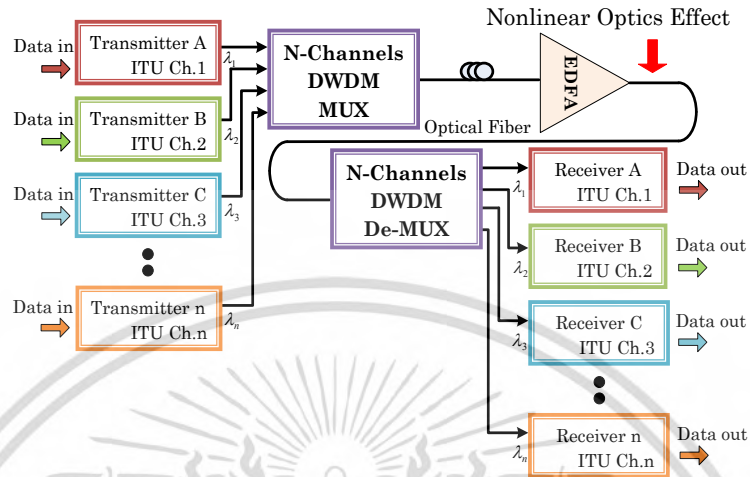 Nonlinear Optics Effect
Data in
Transmitter A
ITU Ch.1
λ1
Data in
Transmitter B
ITU Ch.2
λ2
Data in
Transmitter C
ITU Ch.3
λ3
Data in
Transmitter n
ITU Ch.n
λn
N-Channels
DWDM
MUX
EDFA
Optical Fiber
N-Channels
DWDM
De-MUX
λ1
Receiver A
ITU Ch.1
Data out
λ2
Receiver B
ITU Ch.2
Data out
λ3
Receiver C
ITU Ch.3
Data out
λn
Receiver n
ITU Ch.n
Data out